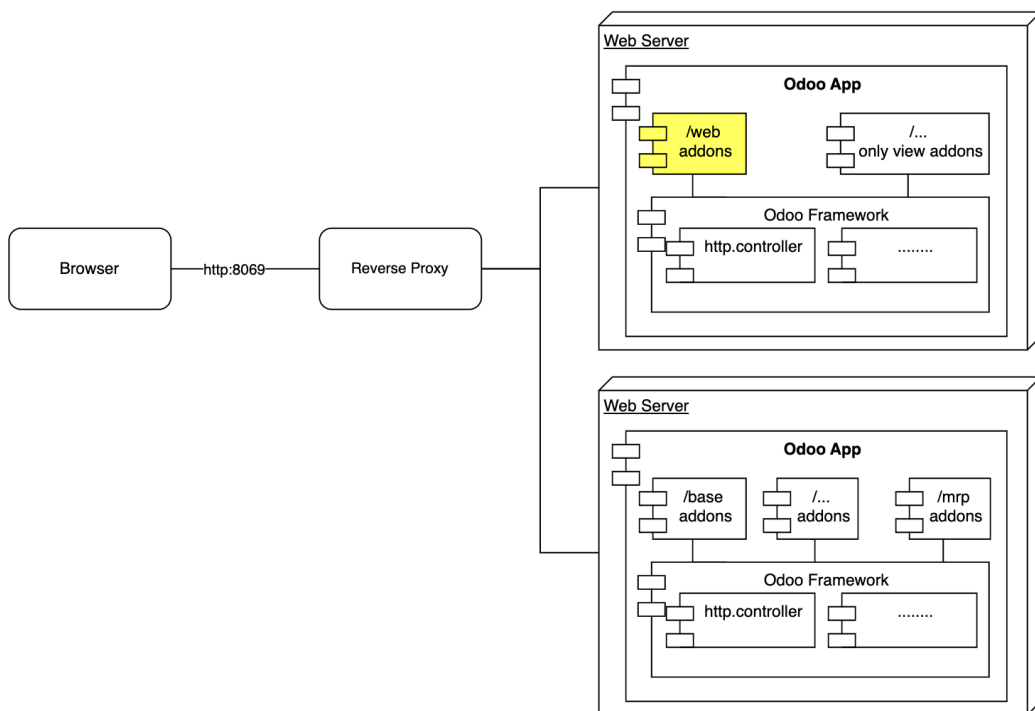 Web Server
Odoo App
/web
addons
/...
only view addons
Odoo Framework
http.controller
........
Browser
http:8069
Reverse Proxy
Web Server
Odoo App
/base
addons
/...
addons
/mrp
addons
Odoo Framework
http.controller
........